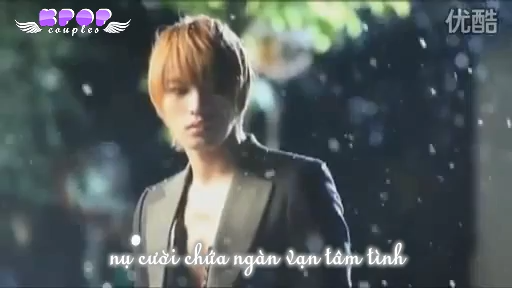 KPOP
couples
优酷
nụ cười chứa ngàn vạn tâm tình